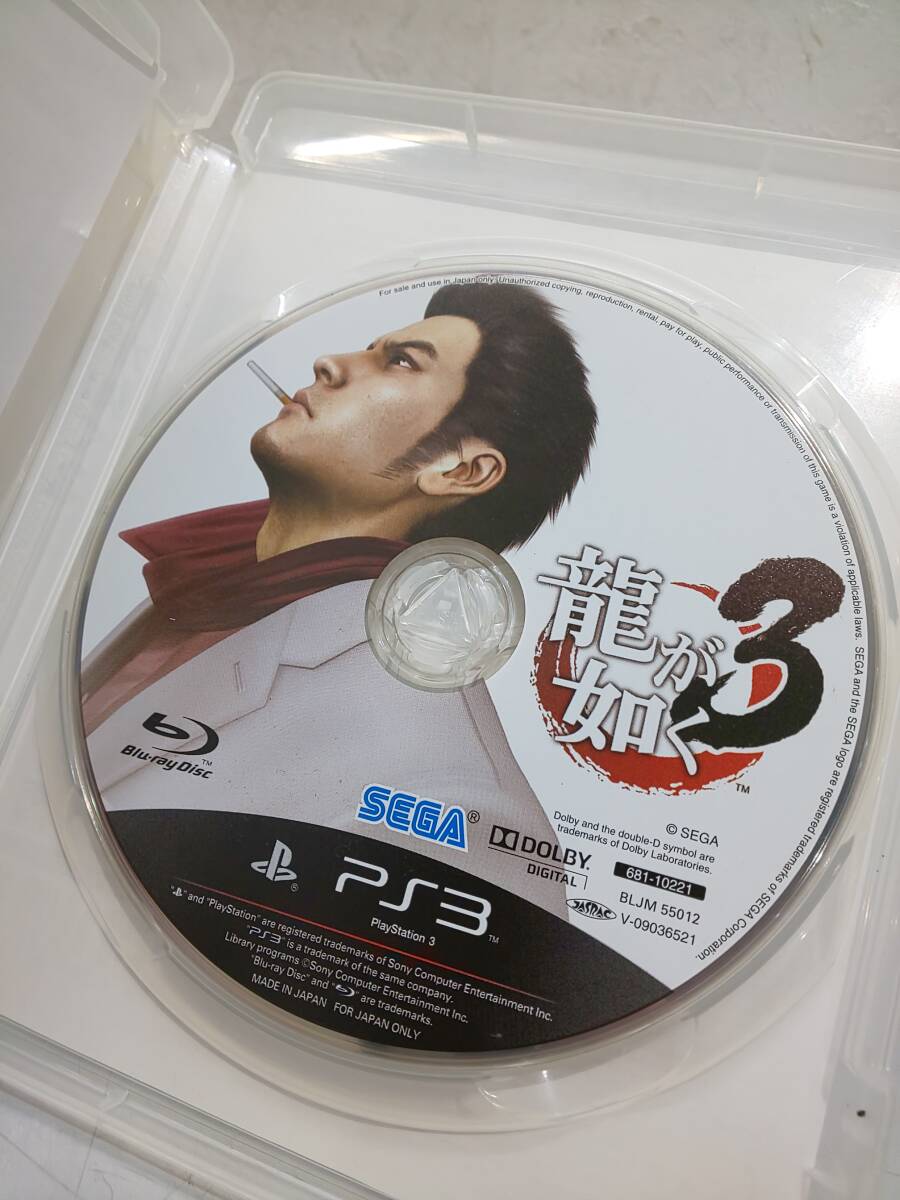 For sale and use in Japan only. Unauthorized copying, reproduction, rental, pay for play, public performance or transmission of this game is a violation of applicable laws. SEGA and the SEGA logo are registered trademarks of SEGA Corporation.
龍が
如く
3
TM
Blu-ray Disc
SEGA®
DOLBY
DIGITAL
Dolby and the double-D symbol are
trademarks of Dolby Laboratories.
© SEGA
681-10221
BLJM 55012
JASRAC
V-09036521
®
PS3
TM
PlayStation 3
"PS" and "PlayStation" are registered trademarks of Sony Computer Entertainment Inc.
"PS3" is a trademark of the same company.
Library programs ©Sony Computer Entertainment Inc.
"Blu-ray Disc" and " " are trademarks.
MADE IN JAPAN FOR JAPAN ONLY